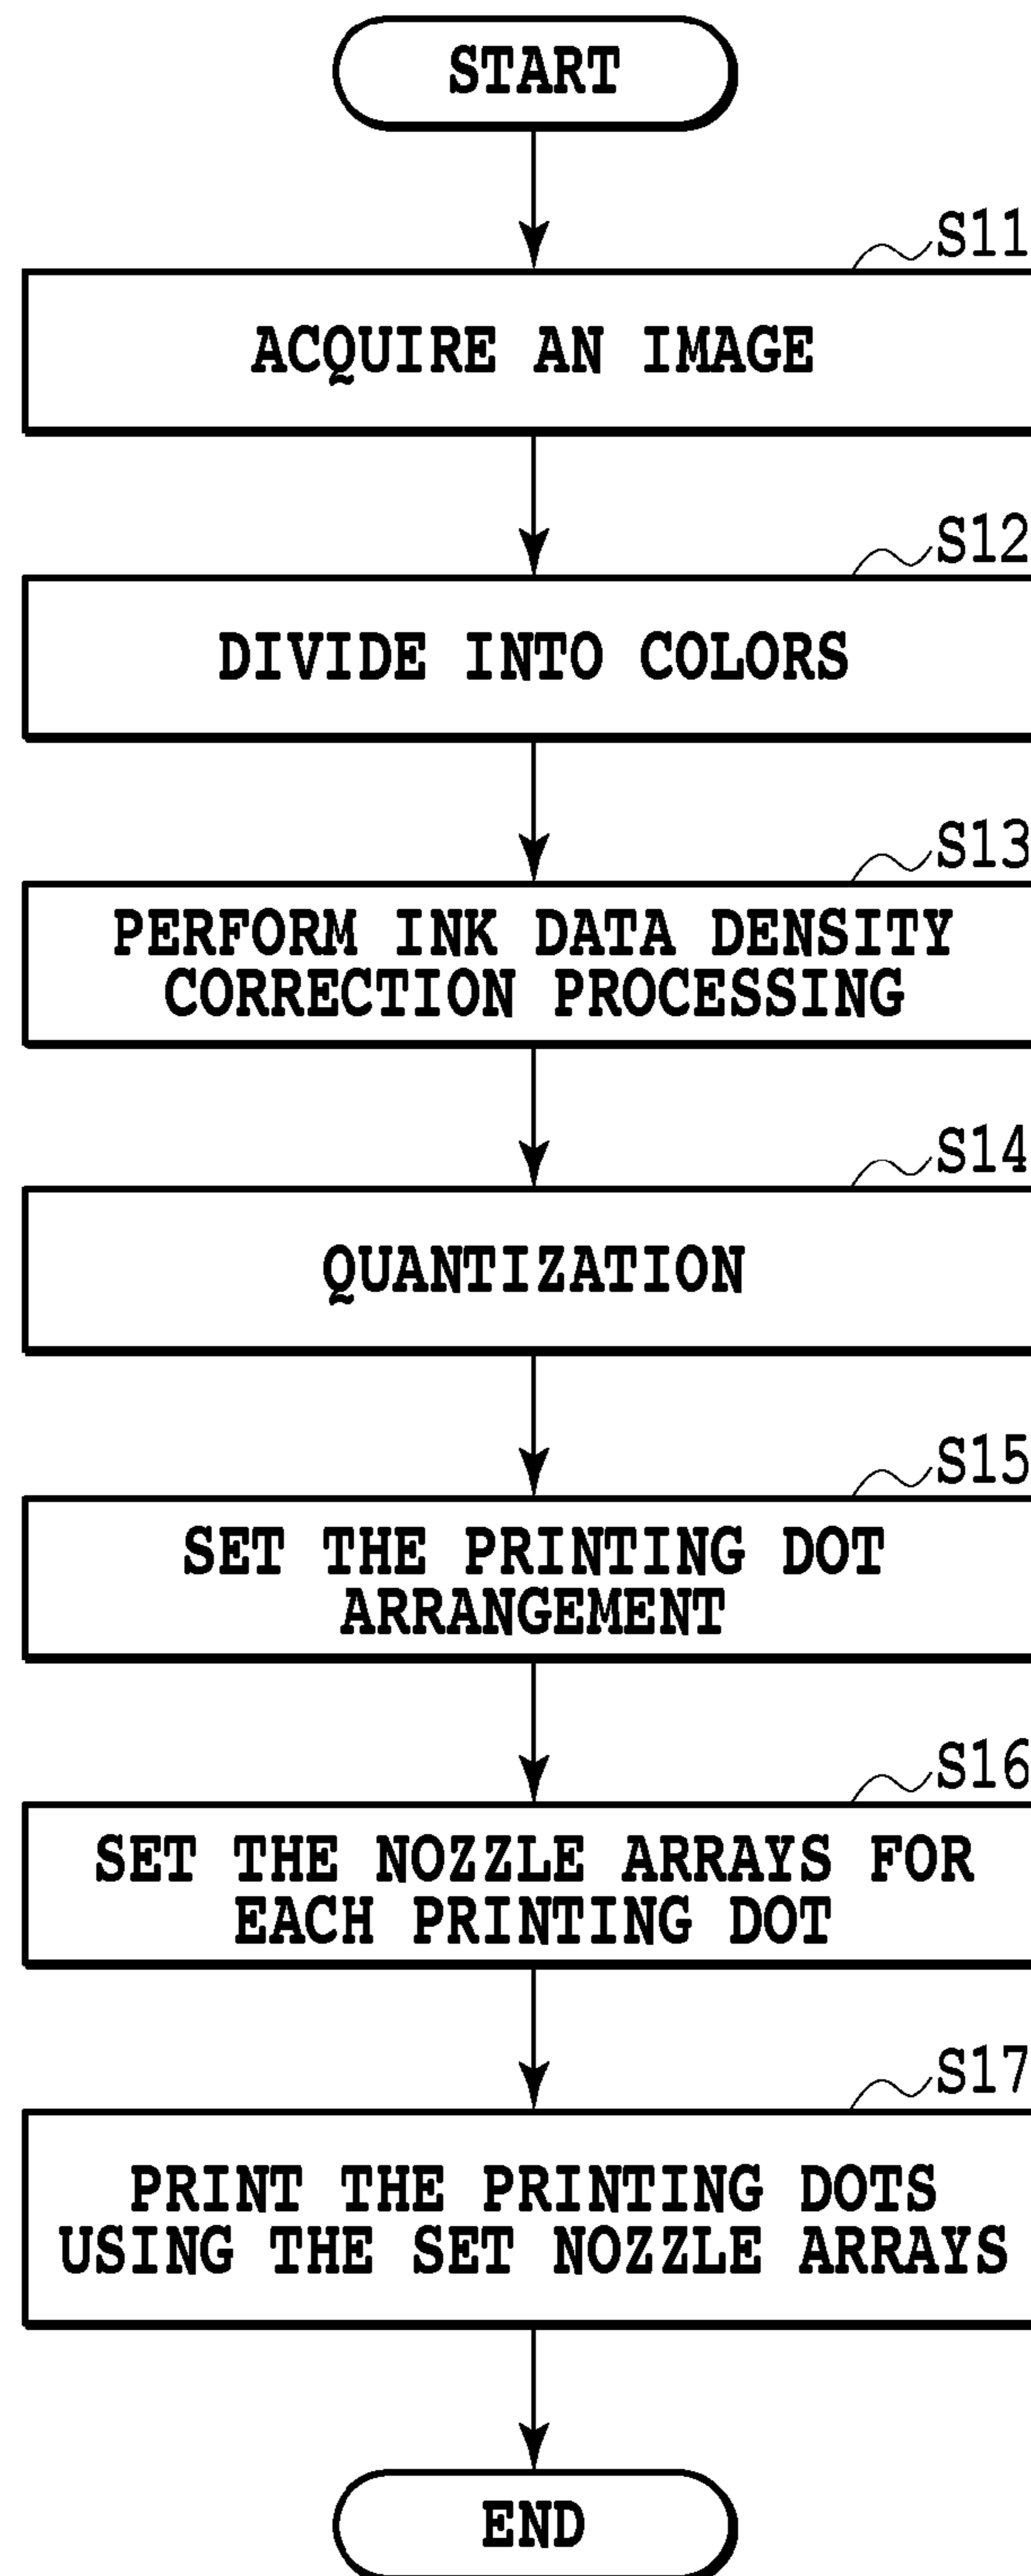 START
S11
ACQUIRE AN IMAGE
S12
DIVIDE INTO COLORS
S13
PERFORM INK DATA DENSITY
CORRECTION PROCESSING
S14
QUANTIZATION
S15
SET THE PRINTING DOT
ARRANGEMENT
S16
SET THE NOZZLE ARRAYS FOR
EACH PRINTING DOT
S17
PRINT THE PRINTING DOTS
USING THE SET NOZZLE ARRAYS
END